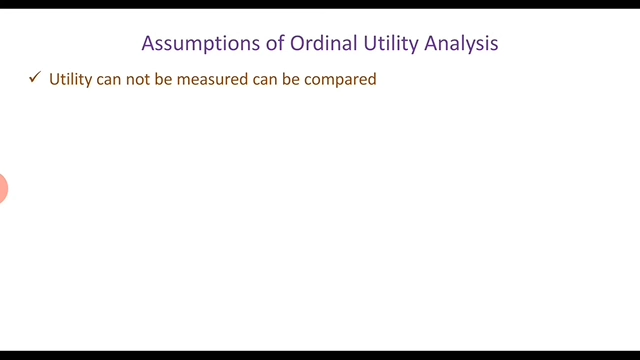 Assumptions of Ordinal Utility Analysis
✓ Utility can not be measured can be compared